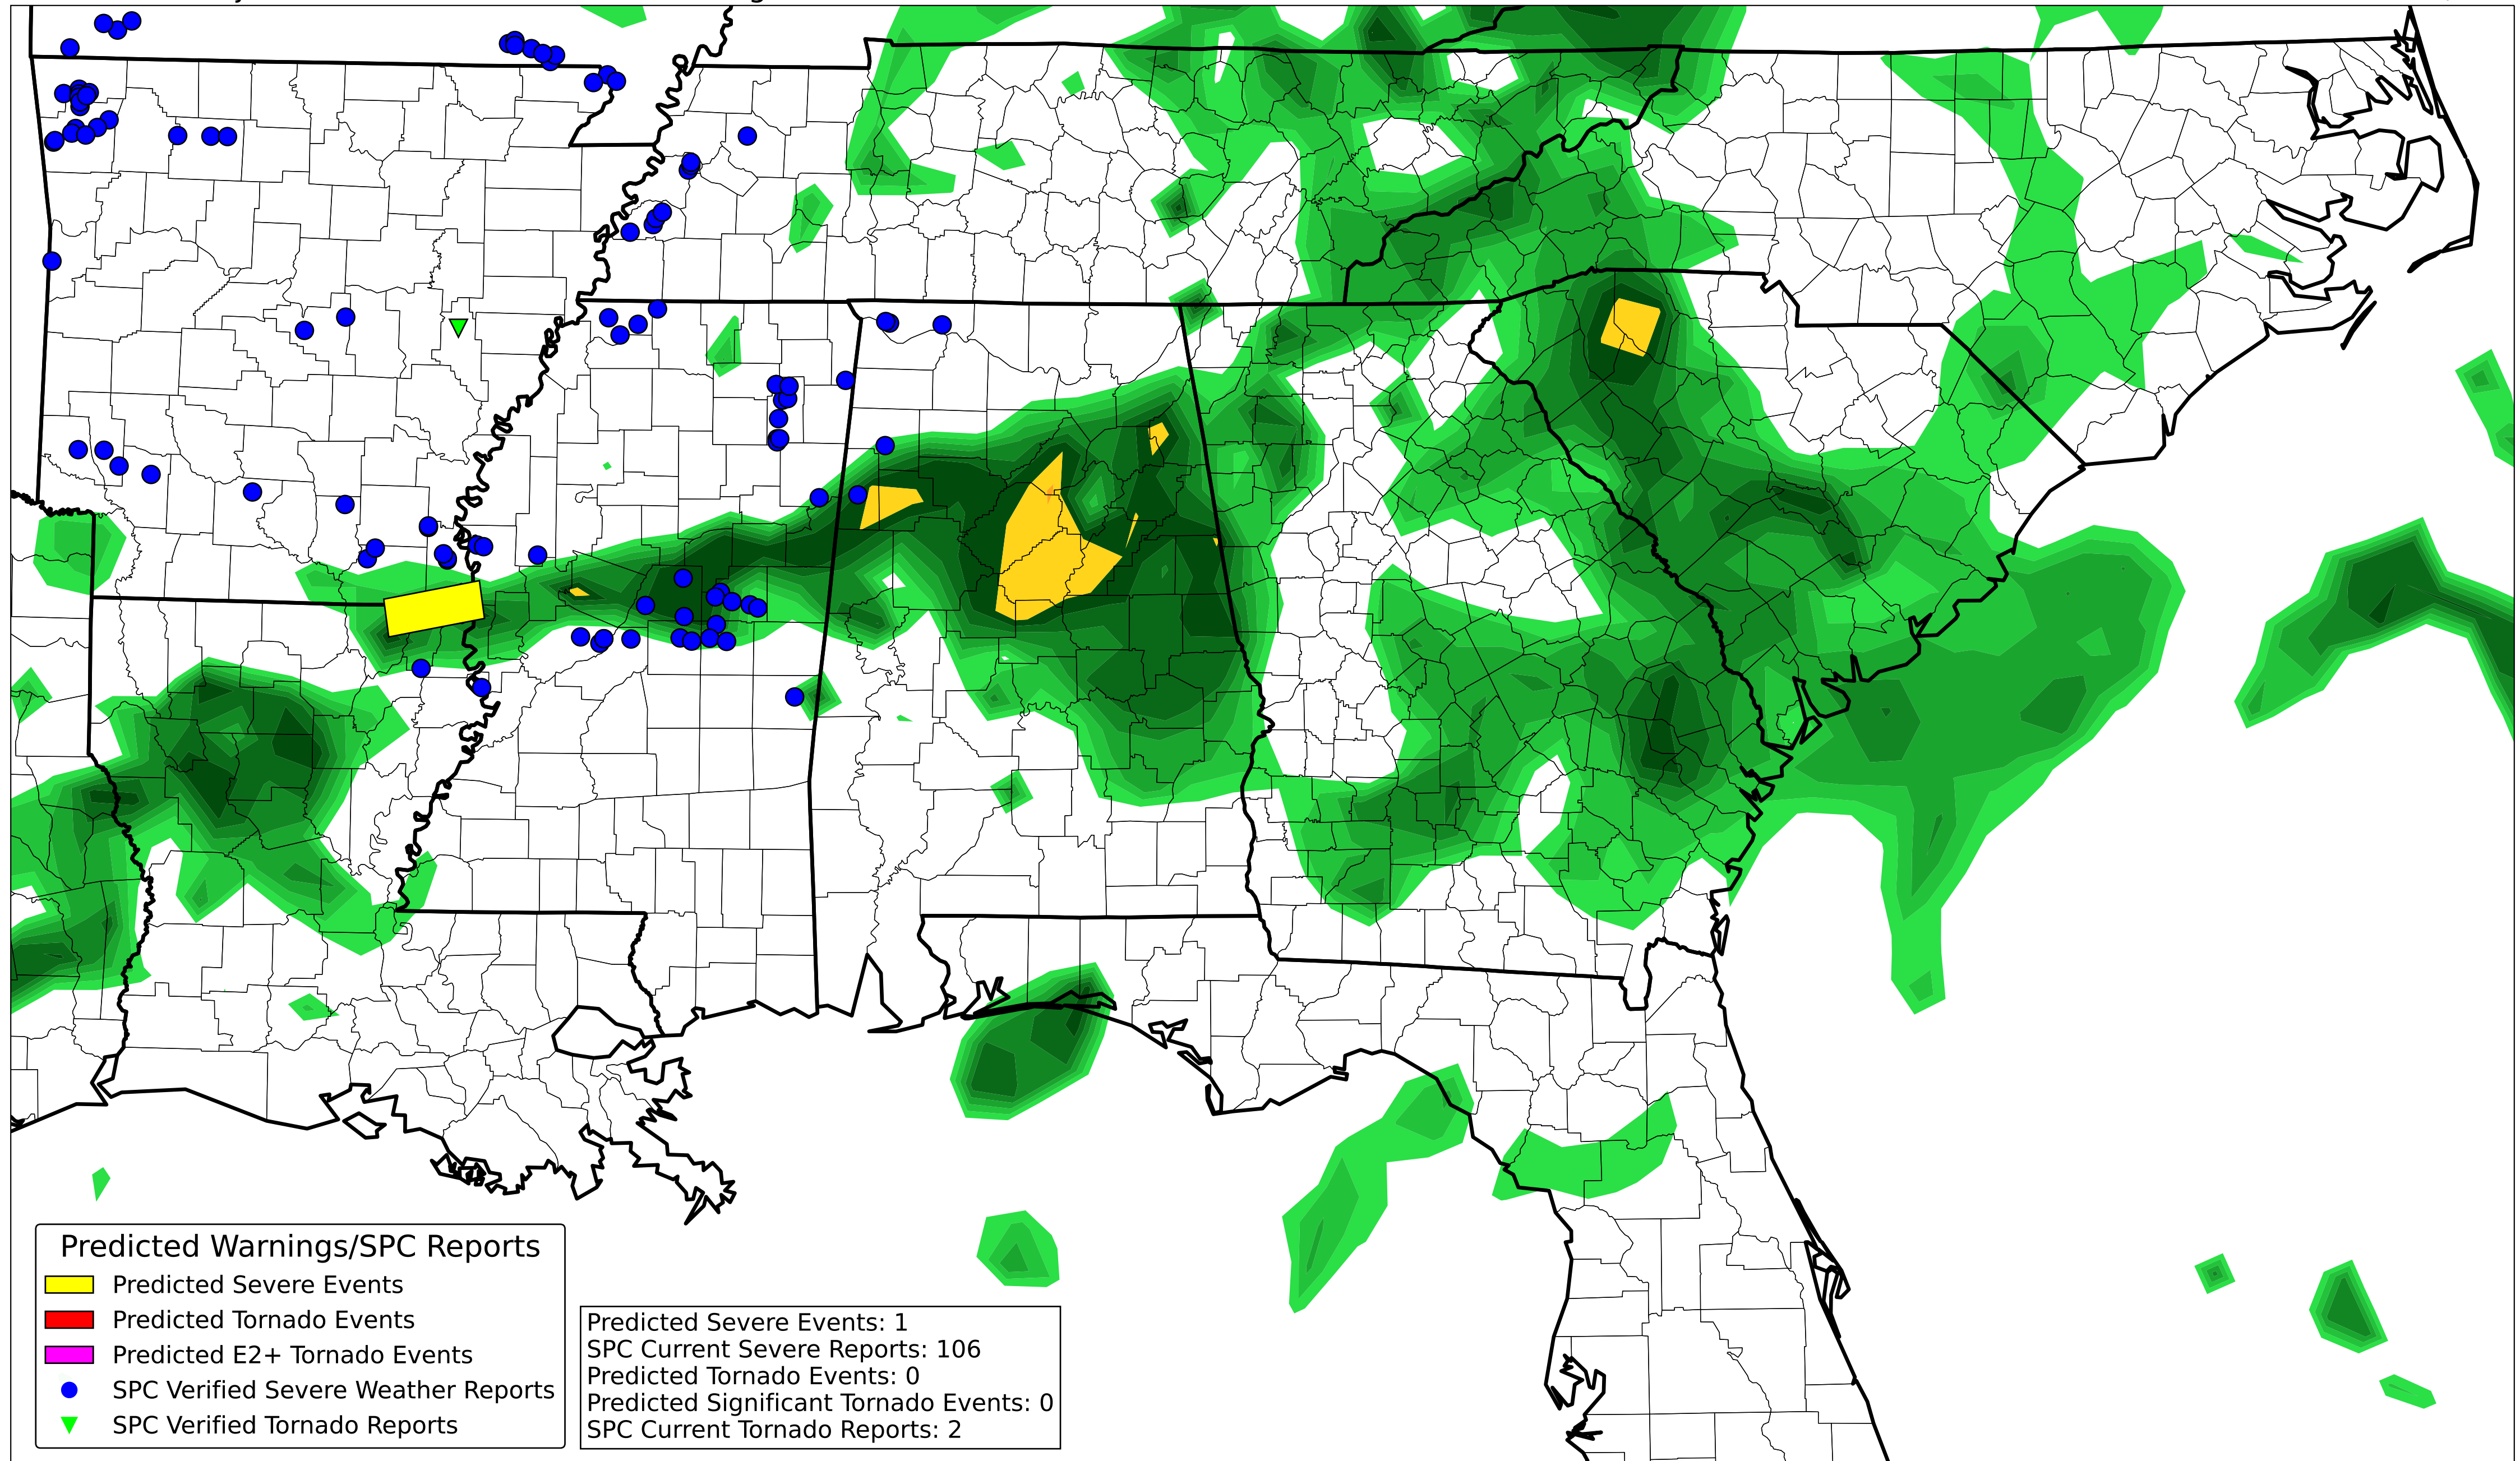 Predicted Warnings/SPC Reports
Predicted Severe Events
Predicted Tornado Events
Predicted E2+ Tornado Events
SPC Verified Severe Weather Reports
SPC Verified Tornado Reports
Predicted Severe Events: 1
SPC Current Severe Reports: 106
Predicted Tornado Events: 0
Predicted Significant Tornado Events: 0
SPC Current Tornado Reports: 2